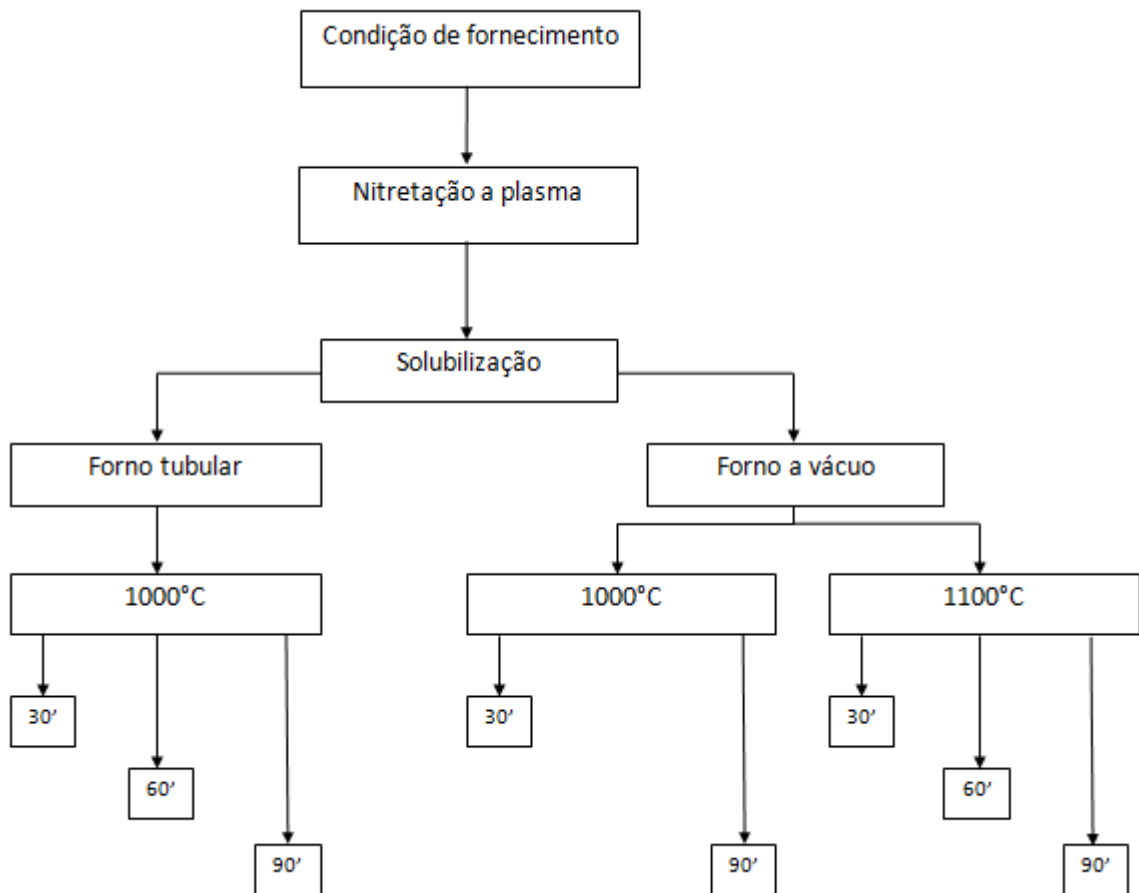 Condição de fornecimento
Nitretação a plasma
Solubilização
Forno tubular
Forno a vácuo
1000°C
1000°C
1100°C
30’
30’
30’
60’
60’
90’
90’
90’